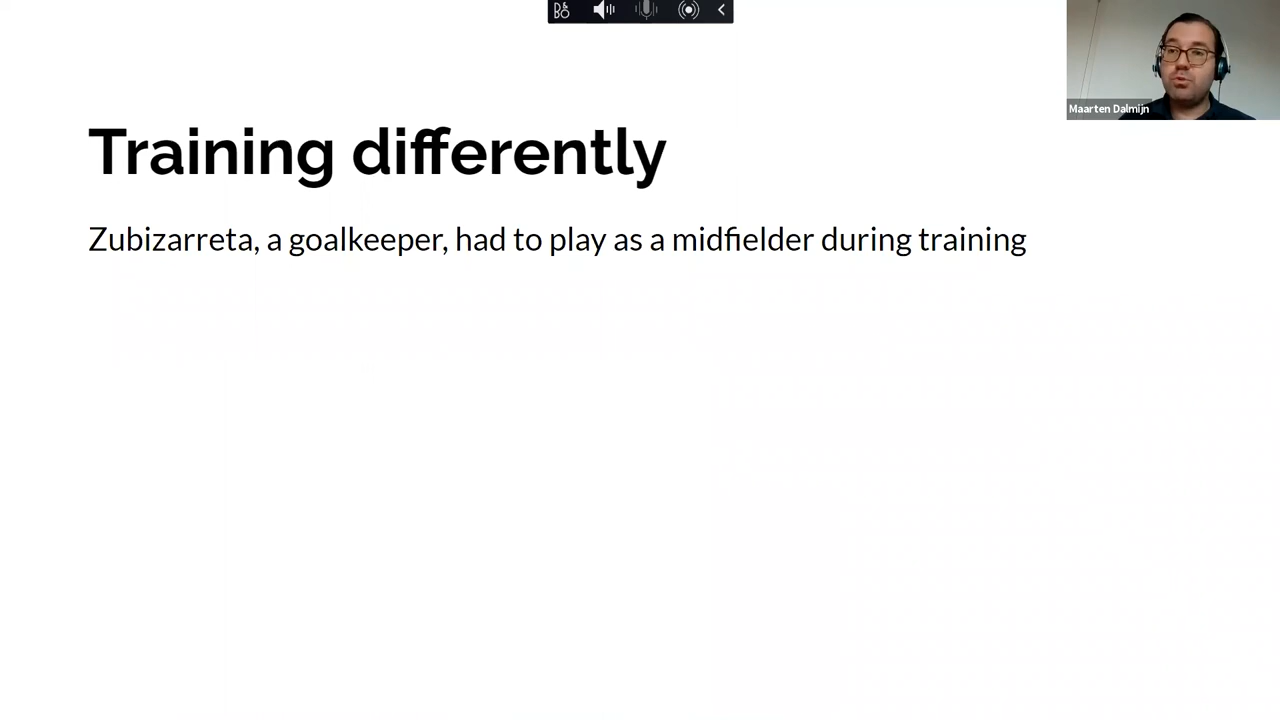 B&O
Maarten Dalmijn
Training differently
Zubizarreta, a goalkeeper, had to play as a midfielder during training